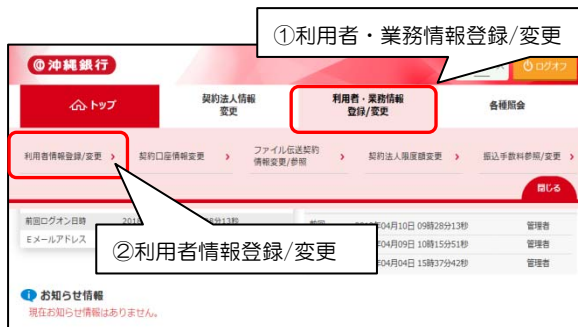 ①利用者・業務情報登録/変更
沖縄銀行
ログオフ
トップ
契約法人情報
変更
利用者・業務情報
登録/変更
各種照会
利用者情報登録/変更
契約口座情報変更
ファイル伝送契約
情報変更/参照
契約法人限度額変更
振込手数料参照/変更
閉じる
前回ログオン日時
04月10日 09時28分13秒 管理者
Eメールアドレス
04月09日 10時15分51秒 管理者
②利用者情報登録/変更
04月04日 15時37分42秒 管理者
お知らせ情報
現在お知らせ情報はありません。